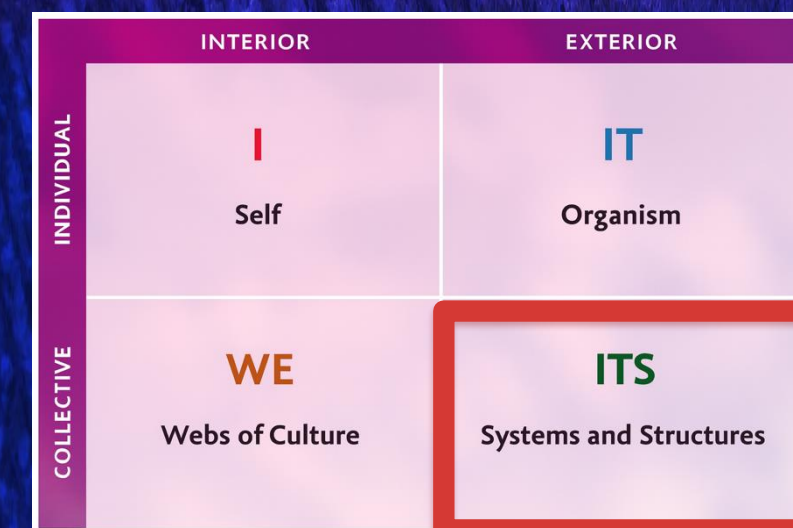 INTERIOR EXTERIOR
INDIVIDUAL
I IT
Self Organism
COLLECTIVE
WE ITS
Webs of Culture Systems and Structures